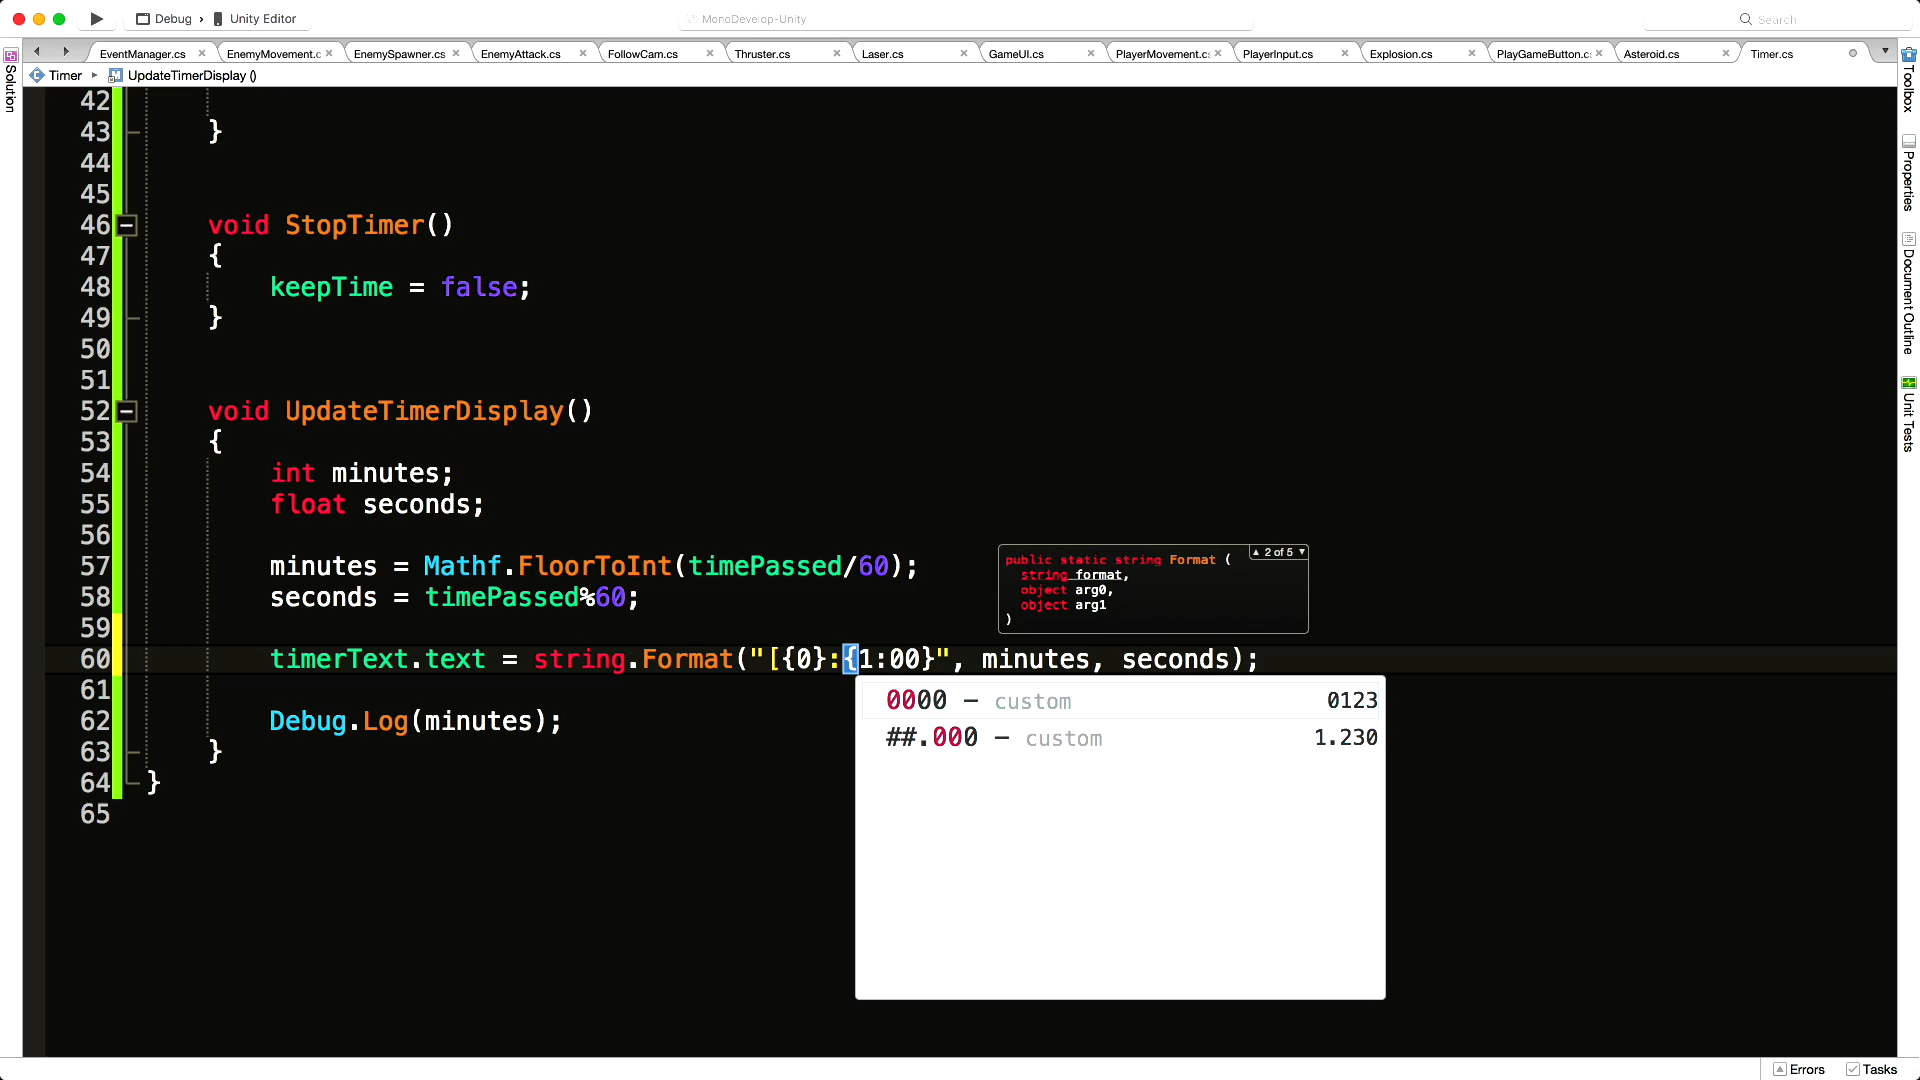 Debug › Unity Editor
MonoDevelop-Unity
Search
EventManager.cs
EnemyMovement.c
EnemySpawner.cs
EnemyAttack.cs
FollowCam.cs
Thruster.cs
Laser.cs
GameUI.cs
PlayerMovement.cs
PlayerInput.cs
Explosion.cs
PlayGameButton.cs
Asteroid.cs
Timer.cs
Timer ▸ UpdateTimerDisplay ()
Solution
Toolbox
Properties
Document Outline
Unit Tests
42
43 }
44
45
46 void StopTimer()
47 {
48 keepTime = false;
49 }
50
51
52 void UpdateTimerDisplay()
53 {
54 int minutes;
55 float seconds;
56
57 minutes = Mathf.FloorToInt(timePassed/60);
58 seconds = timePassed%60;
59
60 timerText.text = string.Format("[{0}:{1:00}", minutes, seconds);
61
62 Debug.Log(minutes);
63 }
64 }
65
▲ 2 of 5 ▼
public static string Format (
string format,
object arg0,
object arg1
)
0000 — custom 0123
##.000 — custom 1.230
Errors
Tasks